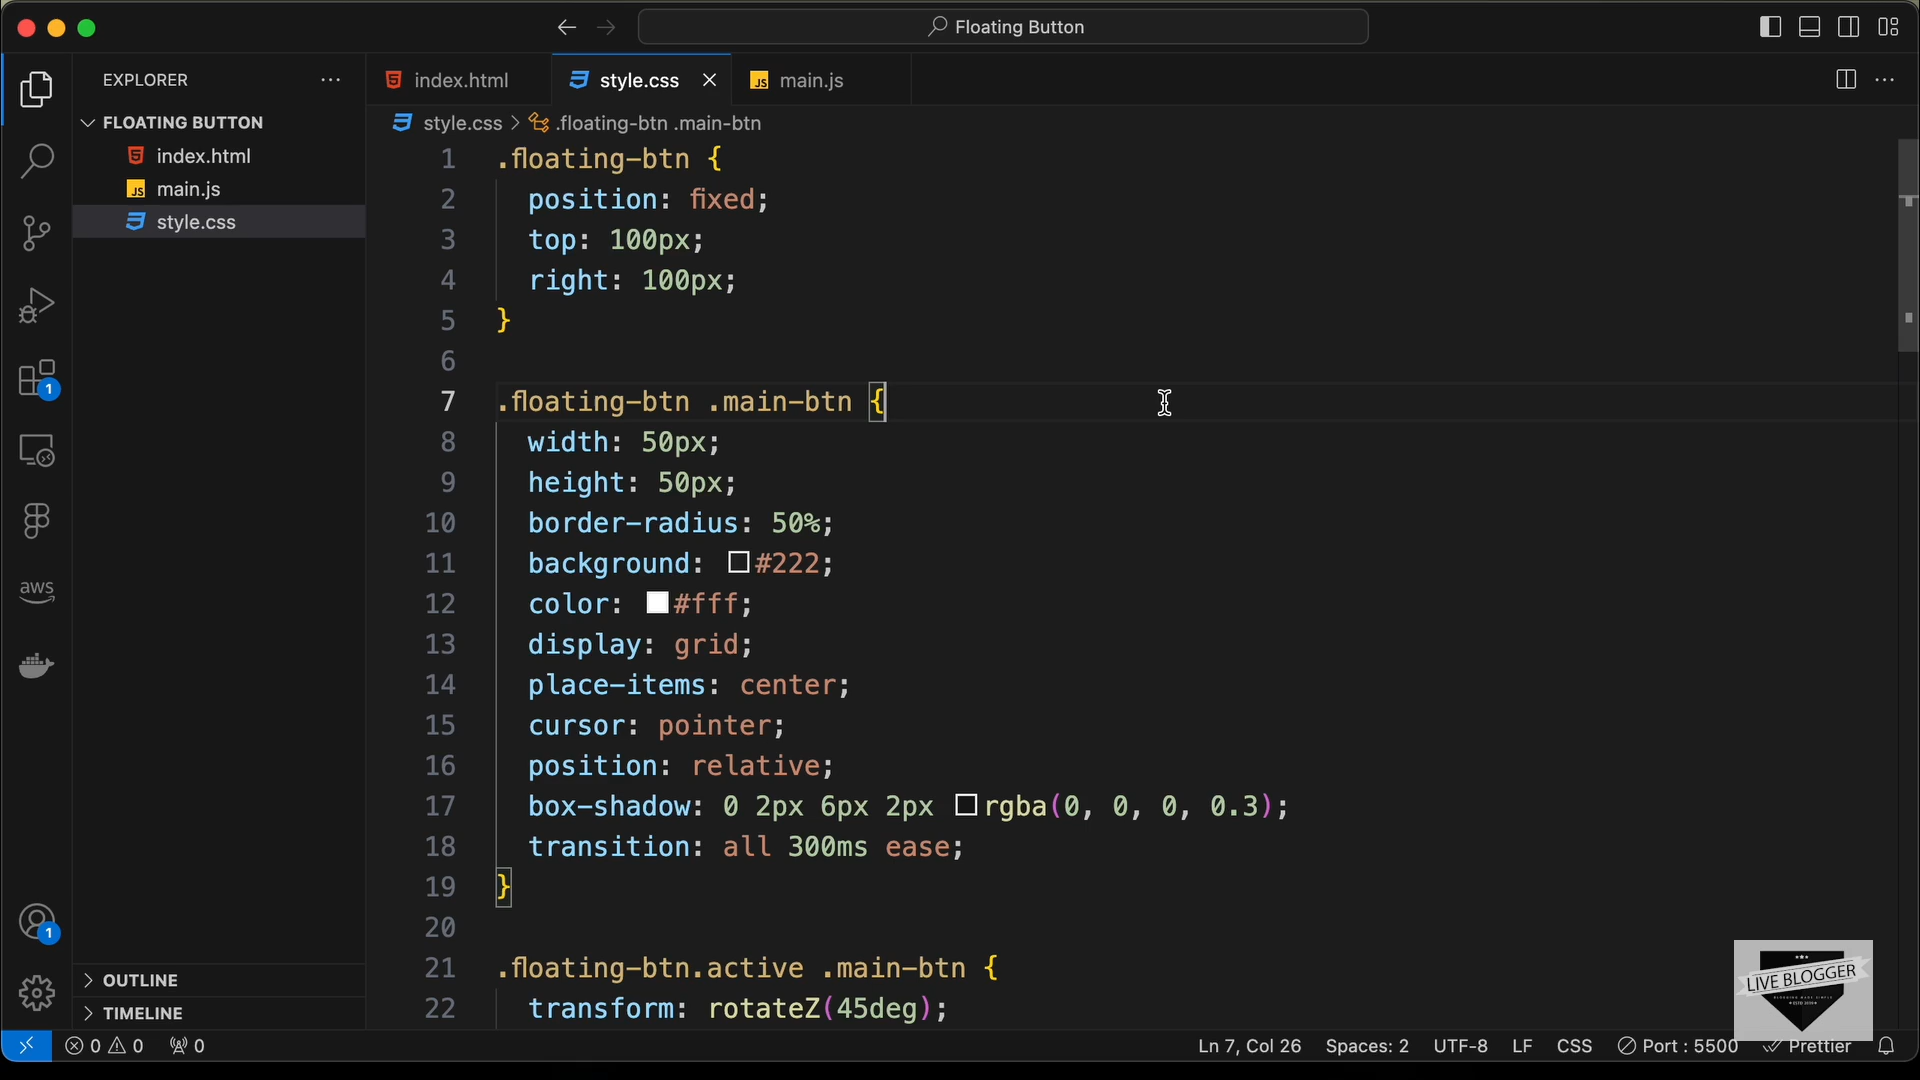 Floating Button
EXPLORER
FLOATING BUTTON
index.html
main.js
style.css
OUTLINE
TIMELINE
1
aws
1
index.html
style.css
main.js
style.css > .floating-btn .main-btn
1 .floating-btn {
2 position: fixed;
3 top: 100px;
4 right: 100px;
5 }
6
7 .floating-btn .main-btn {
8 width: 50px;
9 height: 50px;
10 border-radius: 50%;
11 background: #222;
12 color: #fff;
13 display: grid;
14 place-items: center;
15 cursor: pointer;
16 position: relative;
17 box-shadow: 0 2px 6px 2px rgba(0, 0, 0, 0.3);
18 transition: all 300ms ease;
19 }
20
21 .floating-btn.active .main-btn {
22 transform: rotateZ(45deg);
LIVE BLOGGER
0 0 0
Ln 7, Col 26 Spaces: 2 UTF-8 LF CSS Port : 5500 Prettier